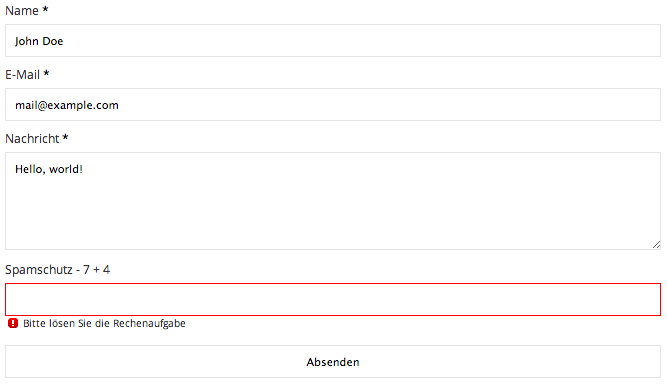 Name *
John Doe
E-Mail *
mail@example.com
Nachricht *
Hello, world!
Spamschutz - 7 + 4
Bitte lösen Sie die Rechenaufgabe
Absenden